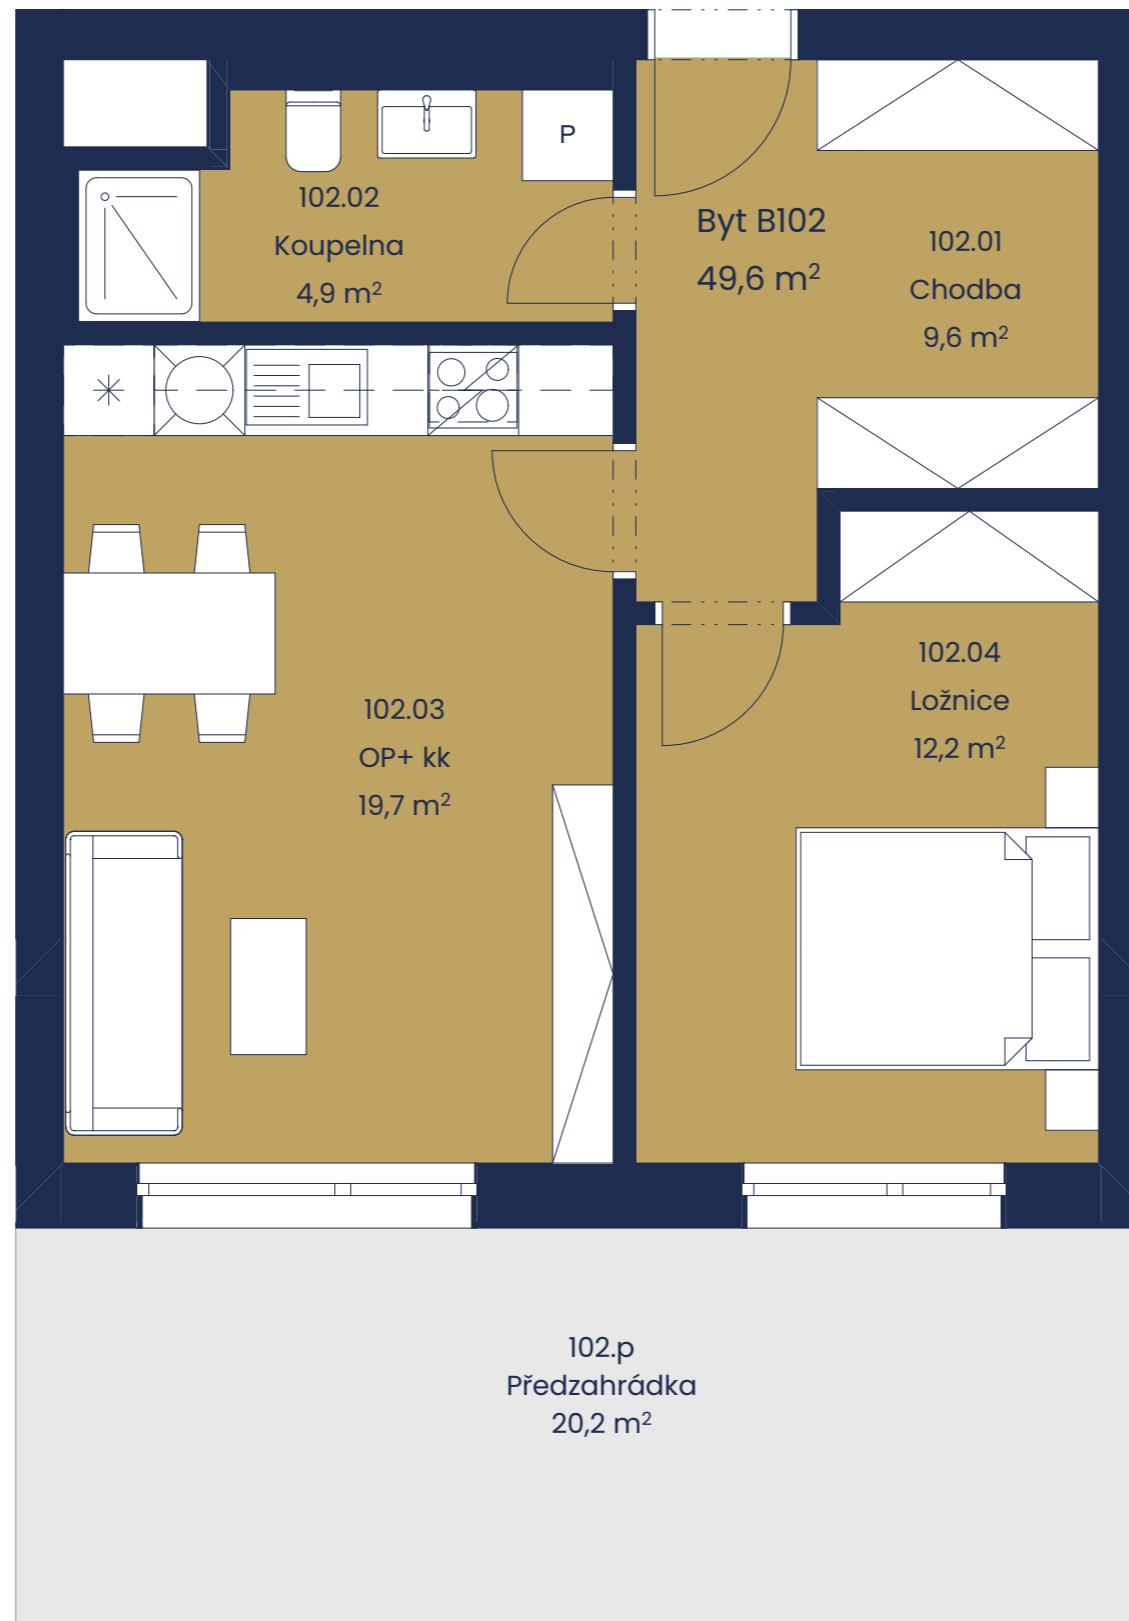 P
102.02
Koupelna
4,9 m²
Byt B102
49,6 m²
102.01
Chodba
9,6 m²
102.03
OP+ kk
19,7 m²
102.04
Ložnice
12,2 m²
102.p
Předzahrádka
20,2 m²